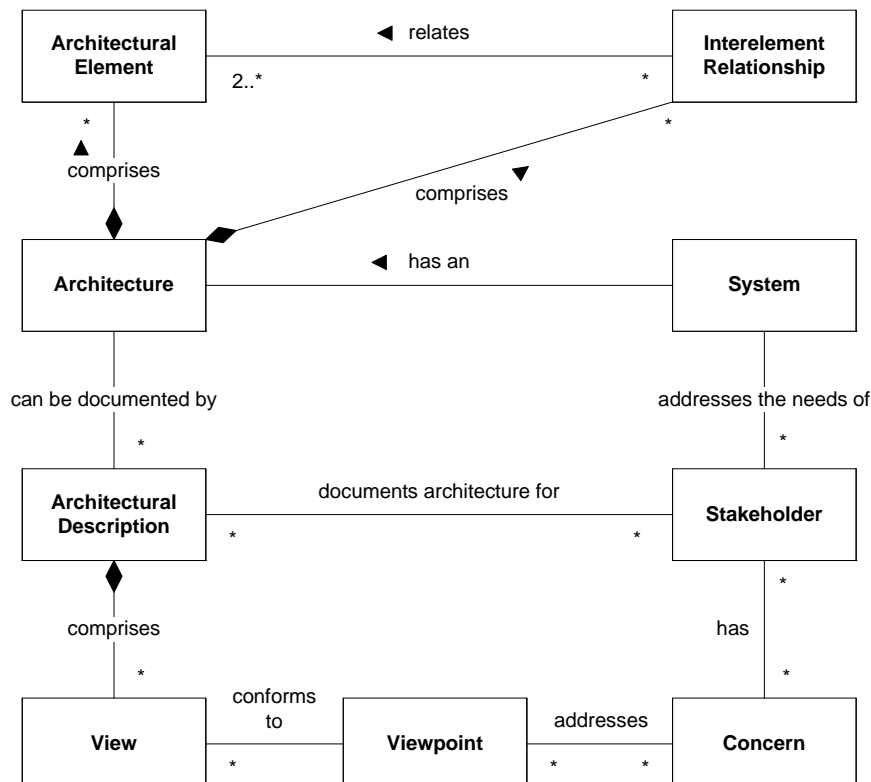 Architectural
Element
◄ relates
2..*
*
Interelement
Relationship
*
▲
comprises
*
▲
comprises
Architecture
◄ has an
System
can be documented by
*
addresses the needs of
*
Architectural
Description
documents architecture for
*
*
Stakeholder
comprises
*
*
has
*
View
conforms
to
*
Viewpoint
addresses
*
*
Concern